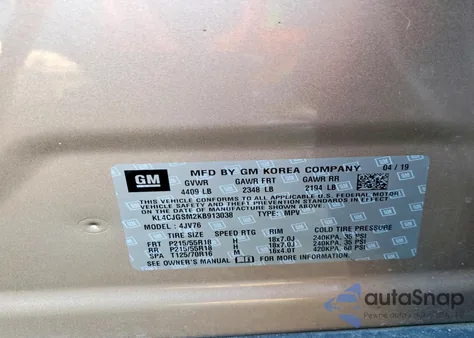 GM
MFD BY GM KOREA COMPANY 04 / 19
GVWR GAWR FRT GAWR RR
4409 LB 2348 LB 2194 LB
THIS VEHICLE CONFORMS TO ALL APPLICABLE U.S. FEDERAL MOTOR
VEHICLE SAFETY AND THEFT PREVENTION STANDARDS IN EFFECT ON THE
DATE OF MANUFACTURE SHOWN ABOVE.
KL4CJGSM2KB913038 TYPE: MPV
MODEL: 4JV76
TIRE SIZE SPEED RTG RIM COLD TIRE PRESSURE
FRT P215/55R18 H 18x7.0J 240KPA, 35 PSI
RR P215/55R18 H 18x7.0J 240KPA, 35 PSI
SPA T125/70R16 M 16x4.0T 420KPA, 60 PSI
SEE OWNER'S MANUAL FOR MORE INFORMATION
autoSnap